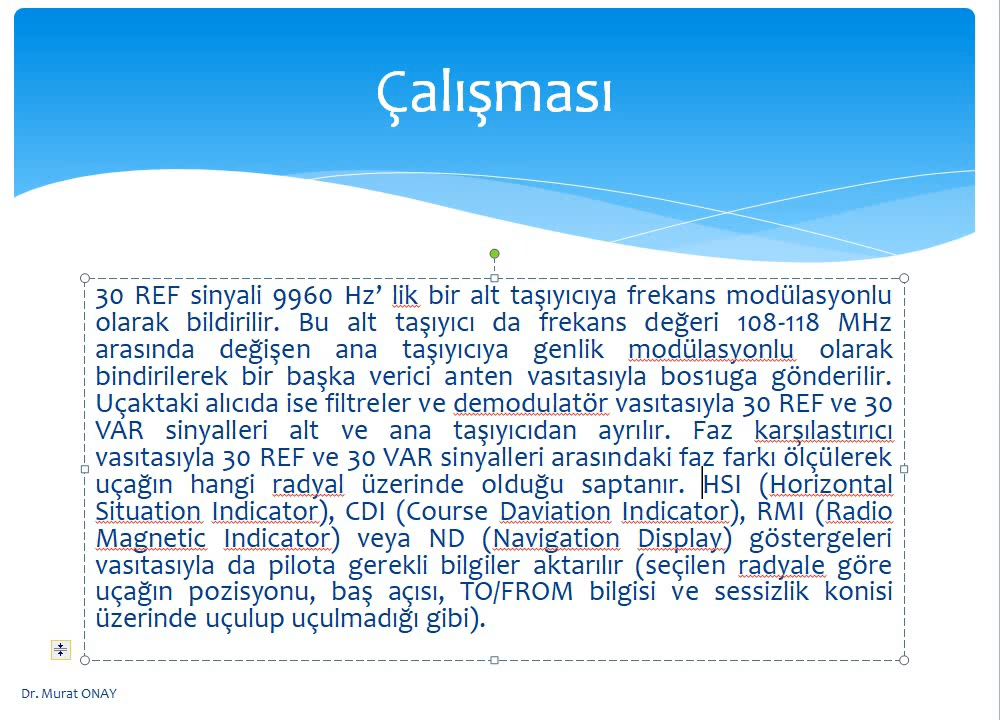 Çalışması
30 REF sinyali 9960 Hz’ lik bir alt taşıyıcıya frekans modülasyonlu
olarak bildirilir. Bu alt taşıyıcı da frekans değeri 108-118 MHz
arasında değişen ana taşıyıcıya genlik modülasyonlu olarak
bindirilerek bir başka verici anten vasıtasıyla bos1uga gönderilir.
Uçaktaki alıcıda ise filtreler ve demodulatör vasıtasıyla 30 REF ve 30
VAR sinyalleri alt ve ana taşıyıcıdan ayrılır. Faz karşılastırıcı
vasıtasıyla 30 REF ve 30 VAR sinyalleri arasındaki faz farkı ölçülerek
uçağın hangi radyal üzerinde olduğu saptanır. HSI (Horizontal
Situation Indicator), CDI (Course Daviation Indicator), RMI (Radio
Magnetic Indicator) veya ND (Navigation Display) göstergeleri
vasıtasıyla da pilota gerekli bilgiler aktarılır (seçilen radyale göre
uçağın pozisyonu, baş açısı, TO/FROM bilgisi ve sessizlik konisi
üzerinde uçulup uçulmadığı gibi).
Dr. Murat ONAY